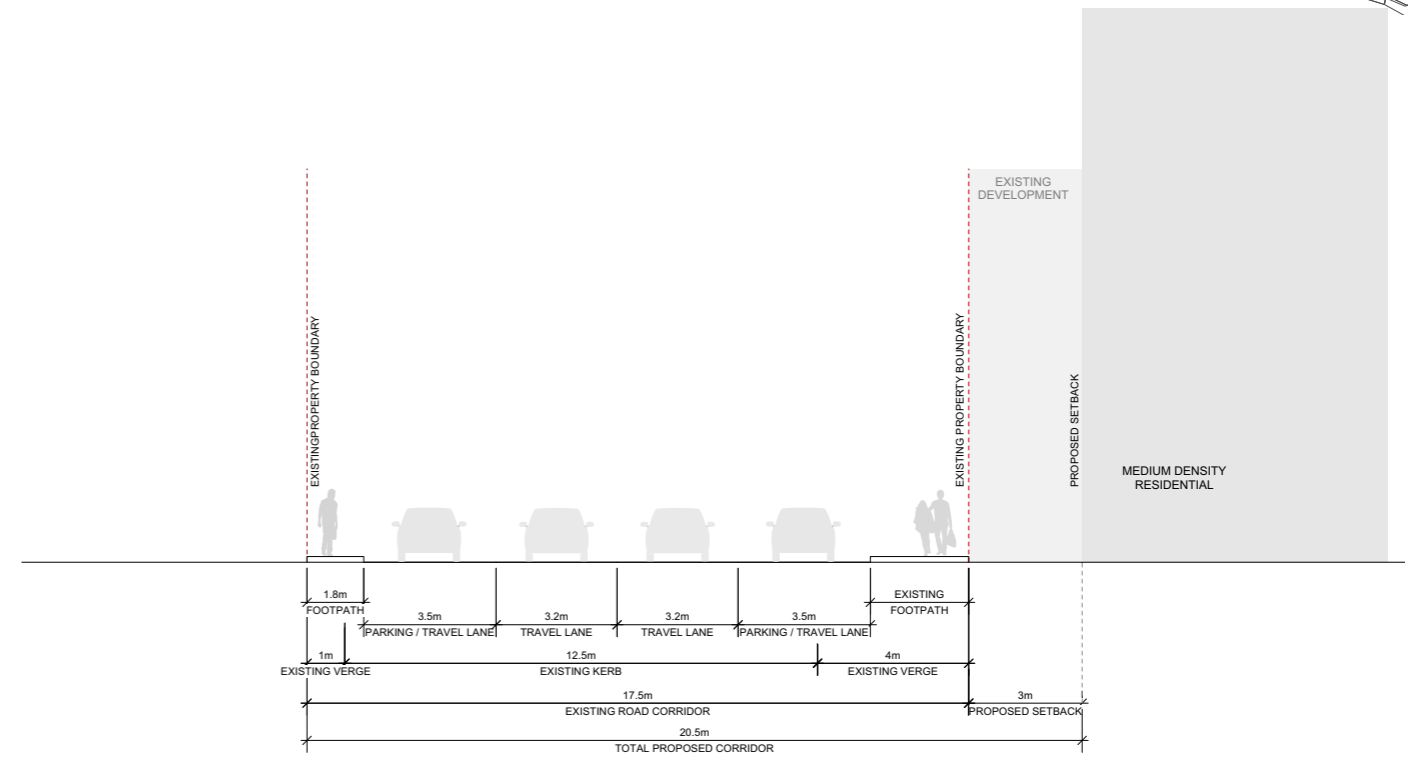 EXISTING
DEVELOPMENT
EXISTINGPROPERTY BOUNDARY
EXISTING PROPERTY BOUNDARY
PROPOSED SETBACK
MEDIUM DENSITY
RESIDENTIAL
1.8m
FOOTPATH
EXISTING
FOOTPATH
3.5m
PARKING / TRAVEL LANE
3.2m
TRAVEL LANE
3.2m
TRAVEL LANE
3.5m
PARKING / TRAVEL LANE
1m
EXISTING VERGE
12.5m
EXISTING KERB
4m
EXISTING VERGE
17.5m
EXISTING ROAD CORRIDOR
3m
PROPOSED SETBACK
20.5m
TOTAL PROPOSED CORRIDOR